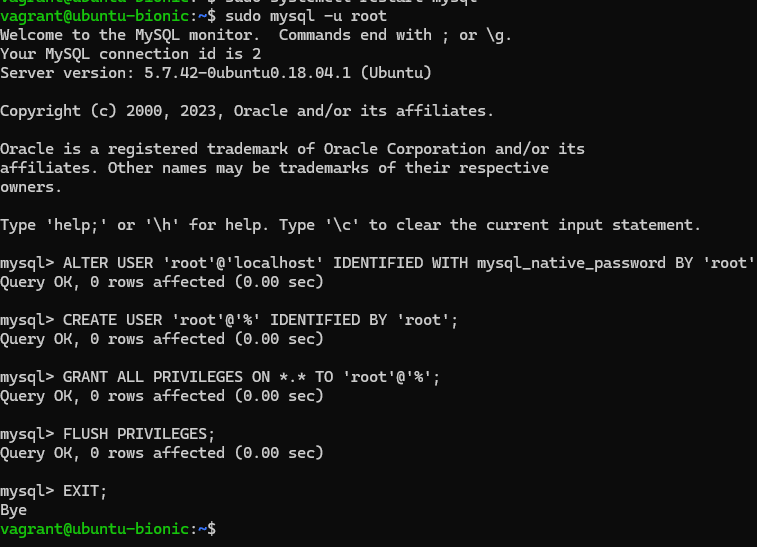 vagrant@ubuntu-bionic:~$ sudo systemctl restart mysql
vagrant@ubuntu-bionic:~$ sudo mysql -u root
Welcome to the MySQL monitor.  Commands end with ; or \g.
Your MySQL connection id is 2
Server version: 5.7.42-0ubuntu0.18.04.1 (Ubuntu)
Copyright (c) 2000, 2023, Oracle and/or its affiliates.
Oracle is a registered trademark of Oracle Corporation and/or its
affiliates. Other names may be trademarks of their respective
owners.
Type 'help;' or '\h' for help. Type '\c' to clear the current input statement.
mysql> ALTER USER 'root'@'localhost' IDENTIFIED WITH mysql_native_password BY 'root'
Query OK, 0 rows affected (0.00 sec)
mysql> CREATE USER 'root'@'%' IDENTIFIED BY 'root';
Query OK, 0 rows affected (0.00 sec)
mysql> GRANT ALL PRIVILEGES ON *.* TO 'root'@'%';
Query OK, 0 rows affected (0.00 sec)
mysql> FLUSH PRIVILEGES;
Query OK, 0 rows affected (0.00 sec)
mysql> EXIT;
Bye
vagrant@ubuntu-bionic:~$